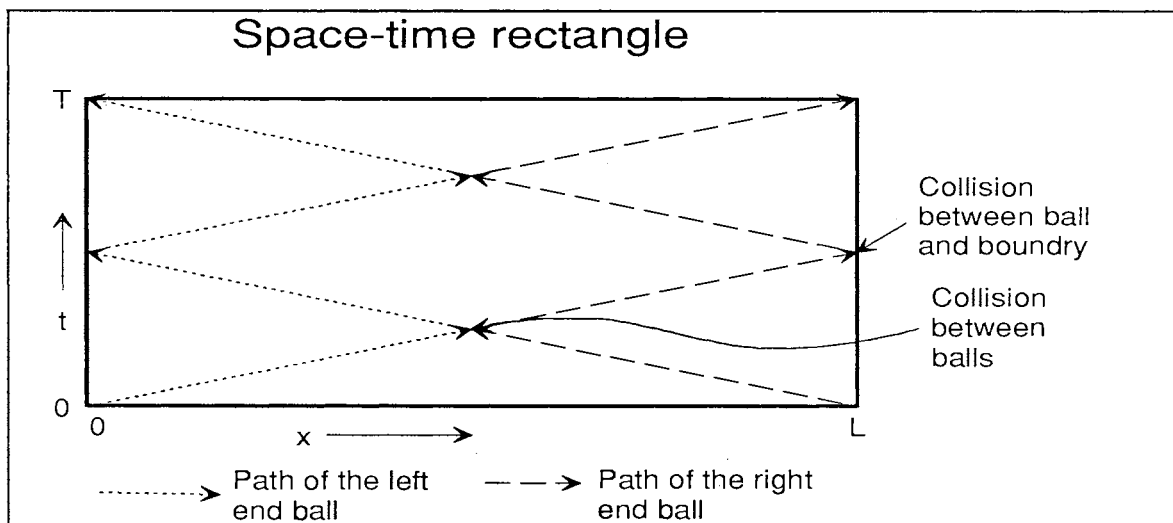 Space-time rectangle
T
Collision
between ball
and boundry
t
Collision
between
balls
0
0
x
L
Path of the left
end ball
Path of the right
end ball